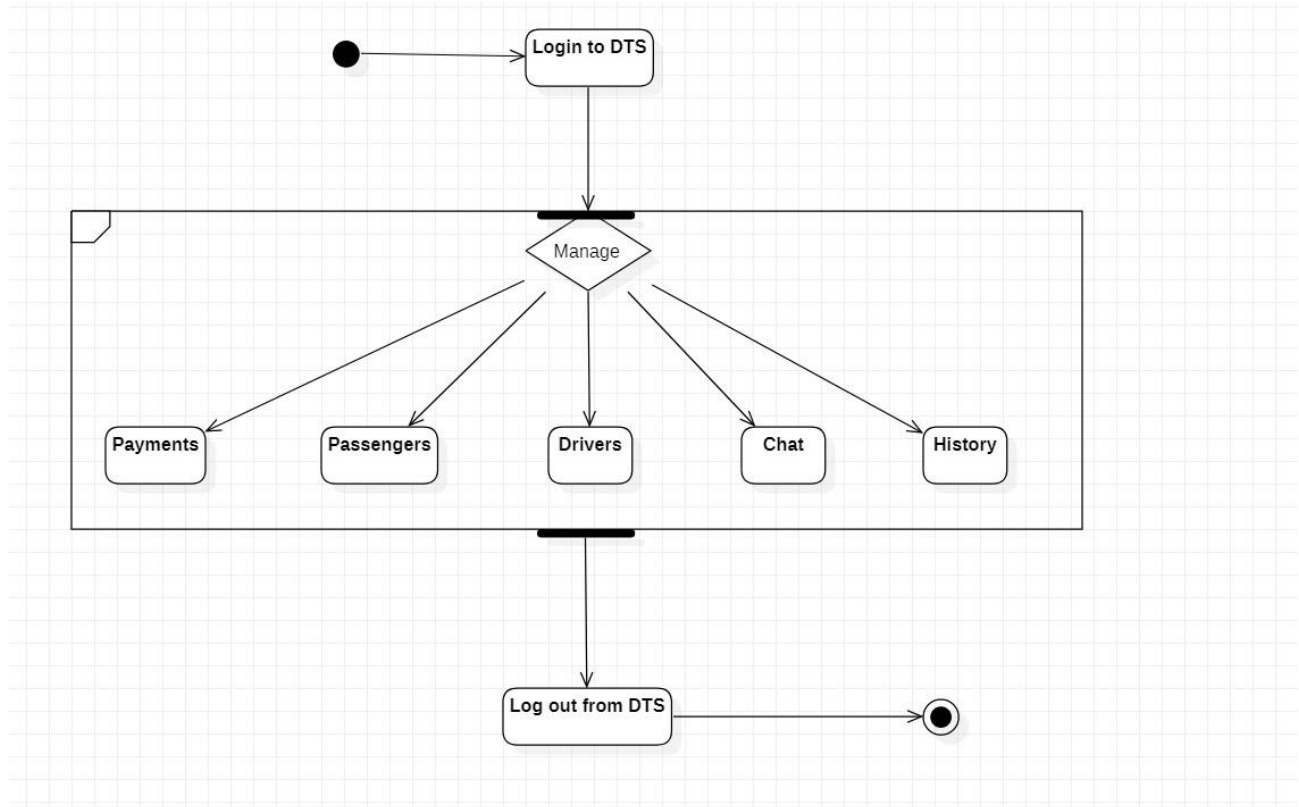 Login to DTS
Manage
Payments
Passengers
Drivers
Chat
History
Log out from DTS